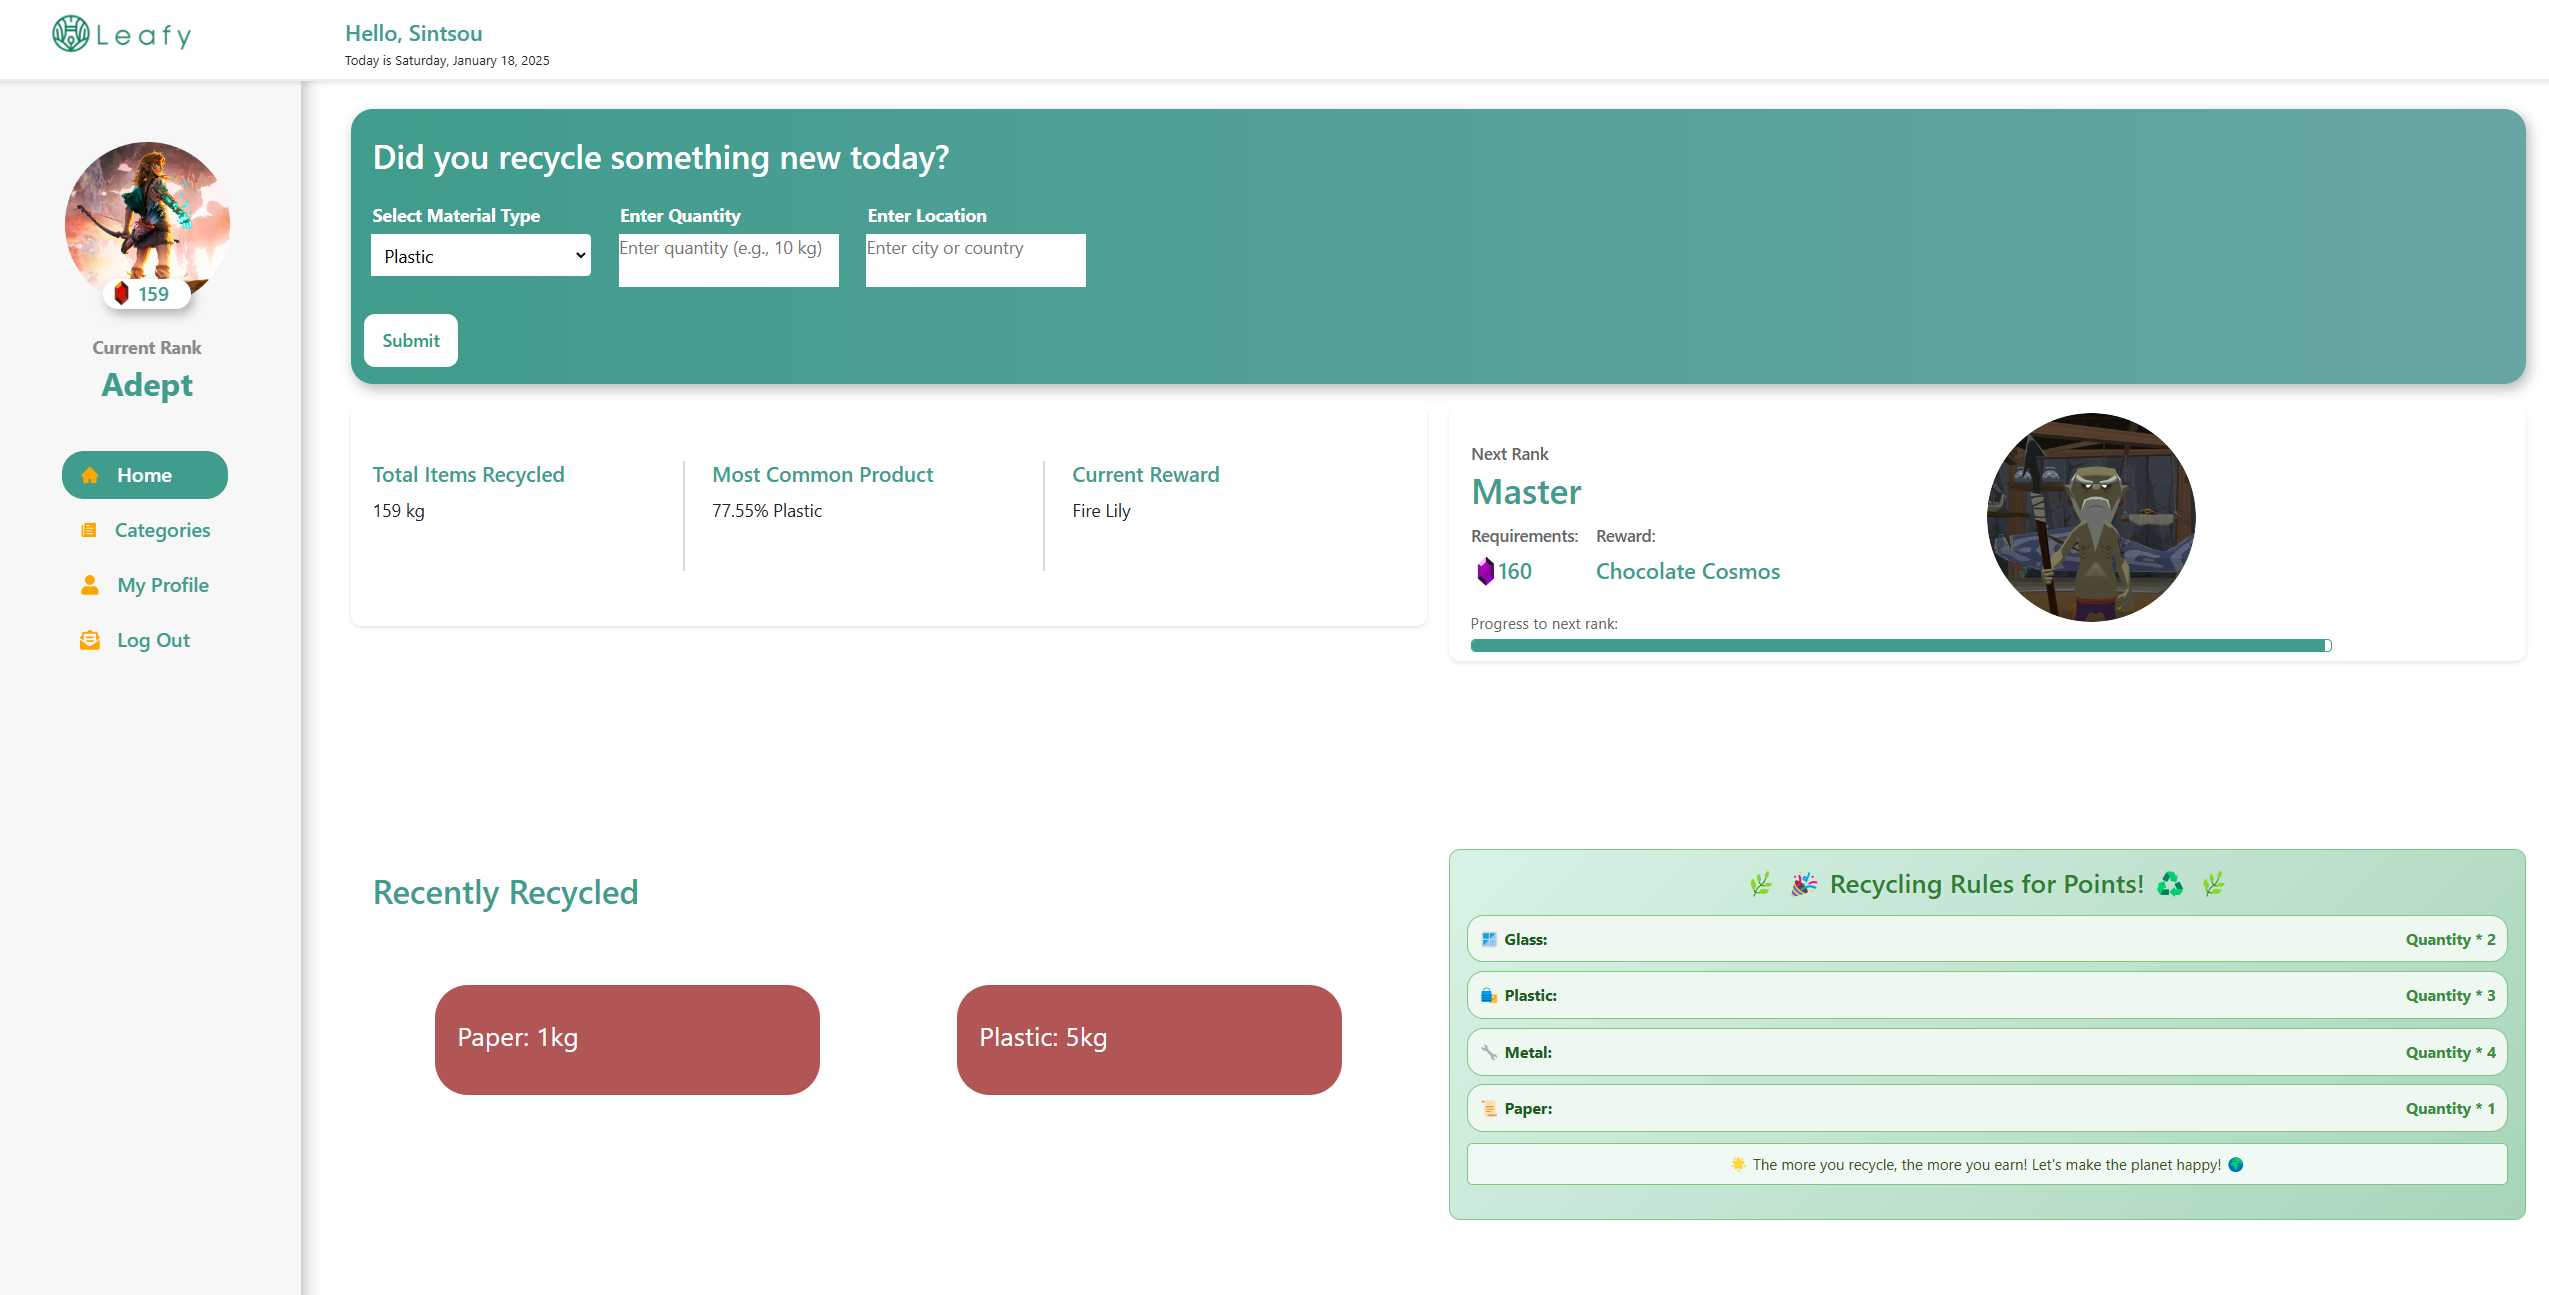 Leafy
Hello, Sintsou
Today is Saturday, January 18, 2025
159
Current Rank
Adept
Home
Categories
My Profile
Log Out
Did you recycle something new today?
Select Material Type
Enter Quantity
Enter Location
Plastic
Enter quantity (e.g., 10 kg)
Enter city or country
Submit
Total Items Recycled
159 kg
Most Common Product
77.55% Plastic
Current Reward
Fire Lily
Next Rank
Master
Requirements:
Reward:
160
Chocolate Cosmos
Progress to next rank:
Recently Recycled
Paper: 1kg
Plastic: 5kg
🌿 🎉 Recycling Rules for Points! ♻️ 🌿
🪟 Glass: Quantity * 2
🛍️ Plastic: Quantity * 3
🔧 Metal: Quantity * 4
📜 Paper: Quantity * 1
🌟 The more you recycle, the more you earn! Let's make the planet happy! 🌍